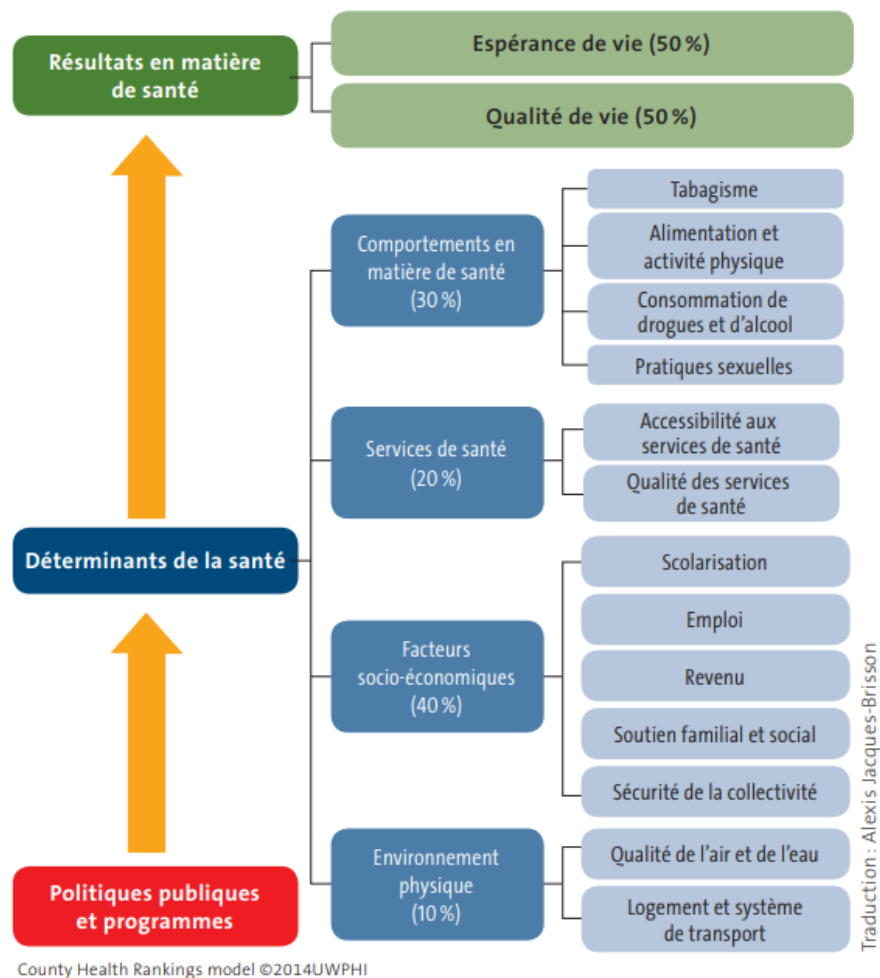 Résultats en matière
de santé
Espérance de vie (50 %)
Qualité de vie (50 %)
Déterminants de la santé
Comportements en
matière de santé
(30 %)
Tabagisme
Alimentation et
activité physique
Consommation de
drogues et d'alcool
Pratiques sexuelles
Services de santé
(20 %)
Accessibilité aux
services de santé
Qualité des services
de santé
Facteurs
socio-économiques
(40 %)
Scolarisation
Emploi
Revenu
Soutien familial et social
Sécurité de la collectivité
Environnement
physique
(10 %)
Qualité de l'air et de l'eau
Logement et système
de transport
Politiques publiques
et programmes
County Health Rankings model ©2014UWPHI
Traduction : Alexis Jacques-Brisson